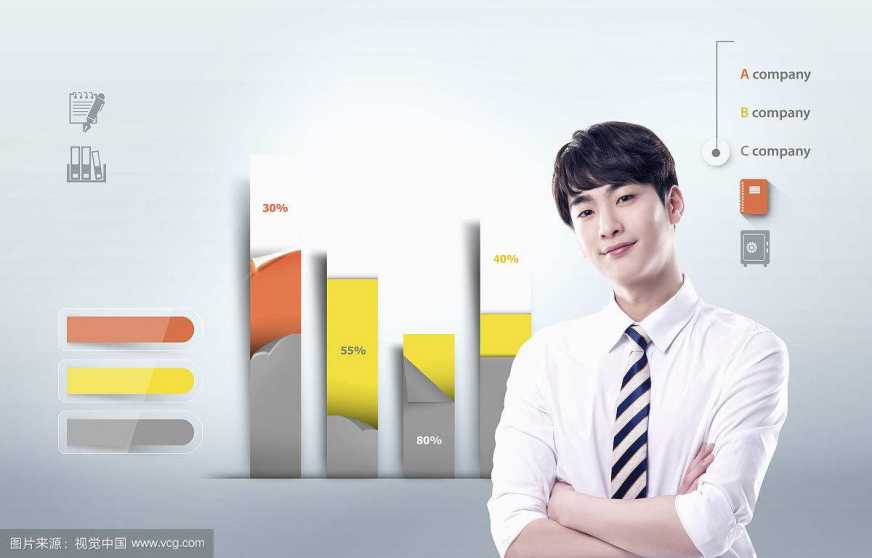 A company
B company
C company
30%
40%
55%
80%
图片来源：视觉中国 www.vcg.com